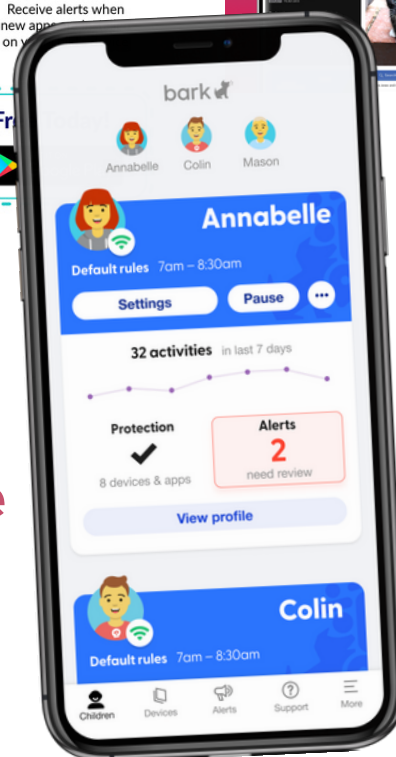 Receive alerts when
new
on
Fr
bark
Annabelle Colin Mason
Annabelle
Default rules 7am – 8:30am
Settings Pause
32 activities in last 7 days
Protection Alerts
2
8 devices & apps need review
View profile
Colin
Default rules 7am – 8:30am
Children Devices Alerts Support More
e